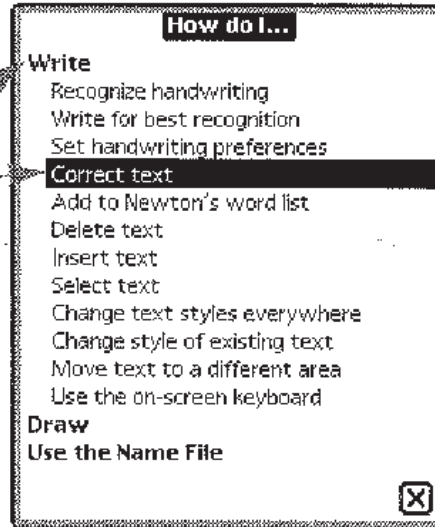 How do I...
Write
Recognize handwriting
Write for best recognition
Set handwriting preferences
Correct text
Add to Newton's word list
Delete text
Insert text
Select text
Change text styles everywhere
Change style of existing text
Move text to a different area
Use the on-screen keyboard
Draw
Use the Name File